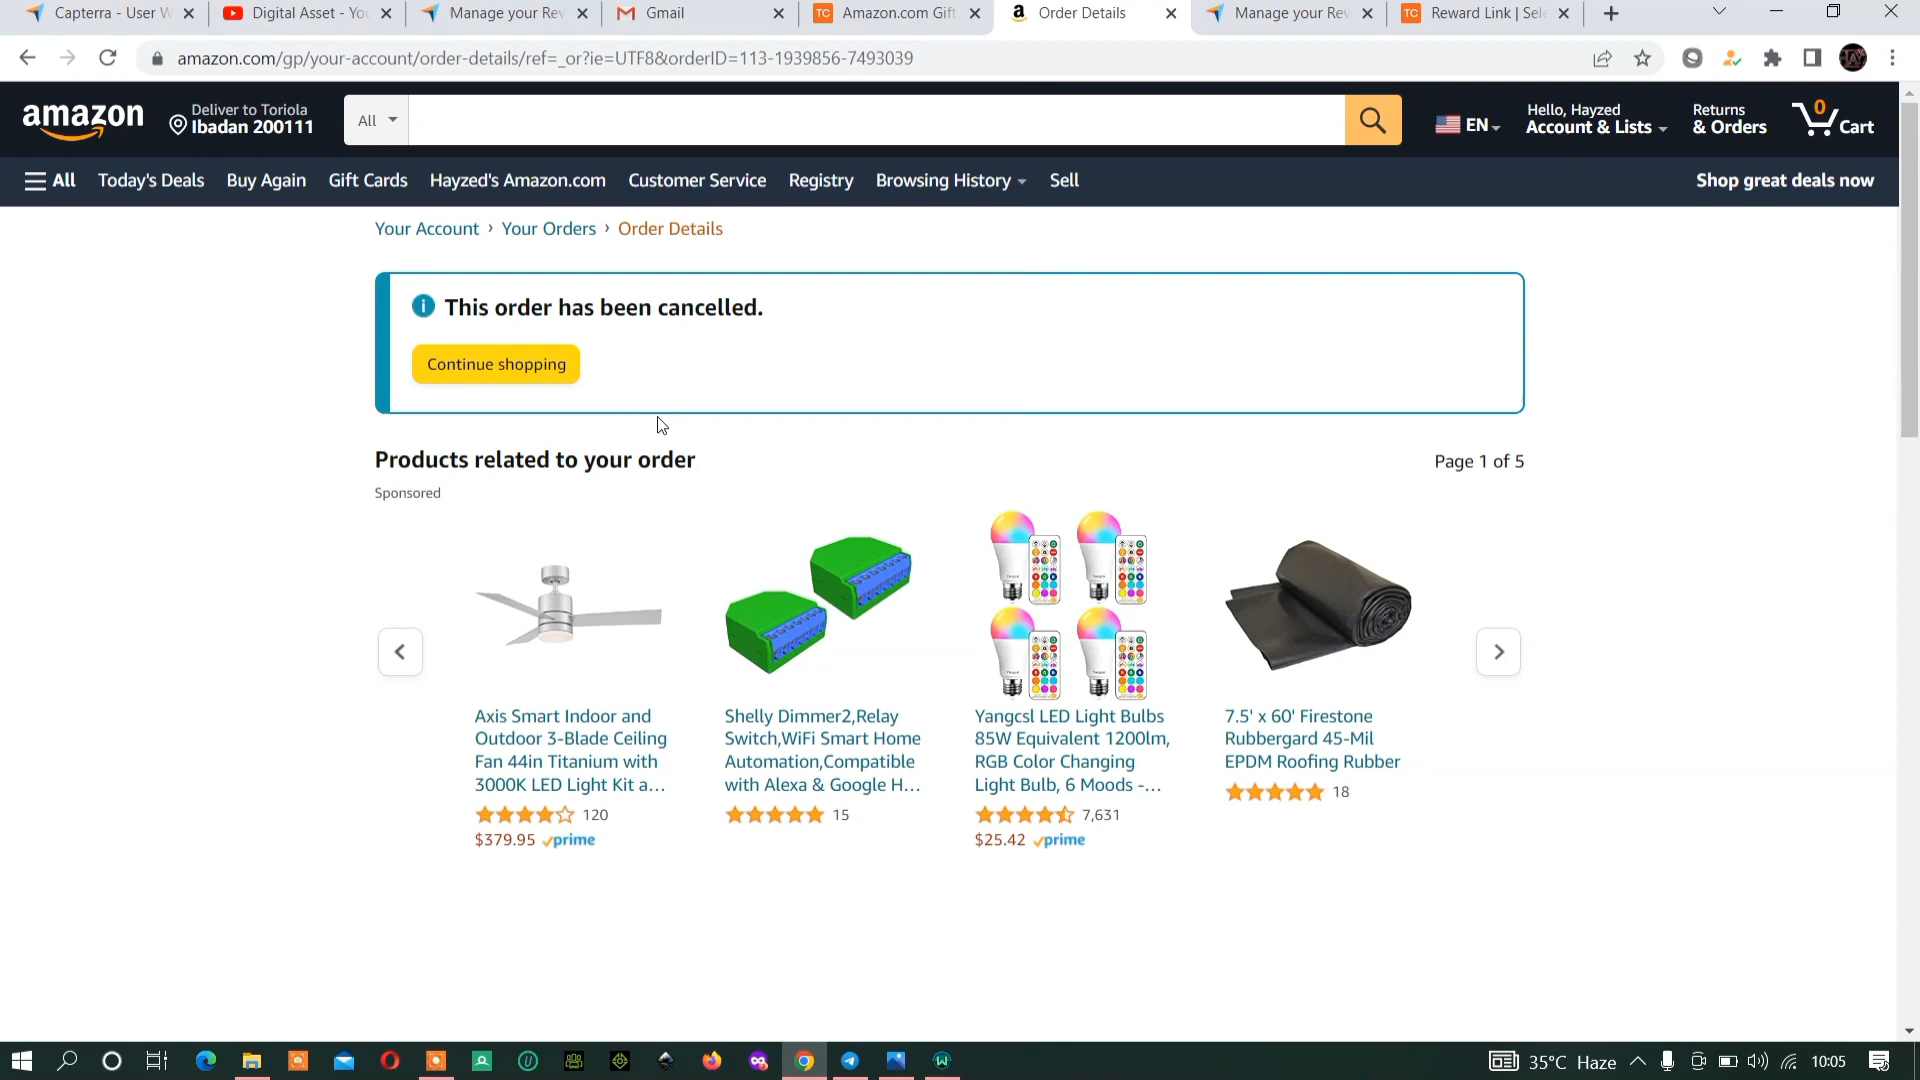 Capterra - User W
Digital Asset - You
Manage your Rev
Gmail
Amazon.com Gift
Order Details
Manage your Rev
Reward Link | Sele
amazon.com/gp/your-account/order-details/ref=_or?ie=UTF8&orderID=113-1939856-7493039
amazon
Deliver to Toriola
Ibadan 200111
All
EN
Hello, Hayzed
Account & Lists
Returns
& Orders
0
Cart
All
Today's Deals
Buy Again
Gift Cards
Hayzed's Amazon.com
Customer Service
Registry
Browsing History
Sell
Shop great deals now
Your Account › Your Orders › Order Details
This order has been cancelled.
Continue shopping
Products related to your order
Page 1 of 5
Sponsored
Axis Smart Indoor and
Outdoor 3-Blade Ceiling
Fan 44in Titanium with
3000K LED Light Kit a...
120
$379.95 prime
Shelly Dimmer2,Relay
Switch,WiFi Smart Home
Automation,Compatible
with Alexa & Google H...
15
Yangcsl LED Light Bulbs
85W Equivalent 1200lm,
RGB Color Changing
Light Bulb, 6 Moods -...
7,631
$25.42 prime
7.5' x 60' Firestone
Rubbergard 45-Mil
EPDM Roofing Rubber
18
35°C Haze
10:05